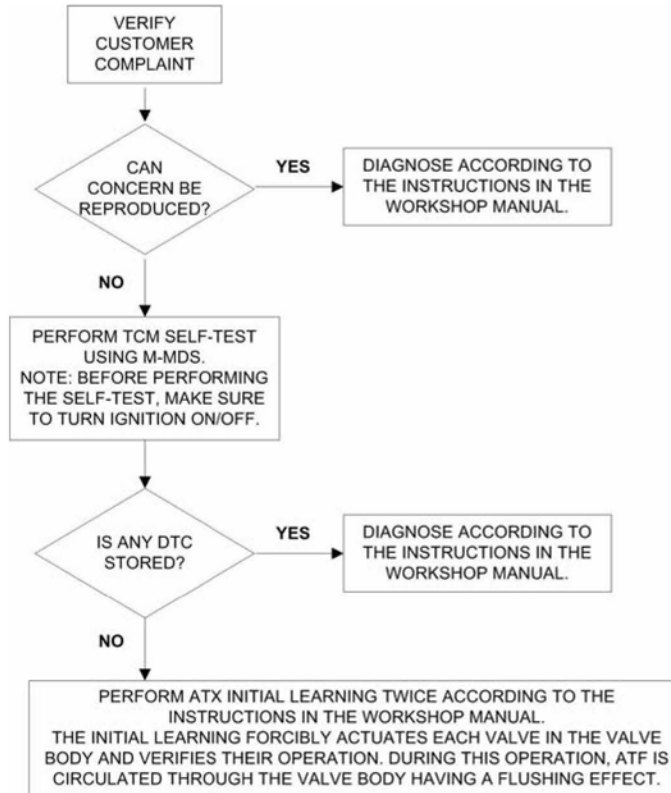 VERIFY
CUSTOMER
COMPLAINT
CAN
CONCERN BE
REPRODUCED?
YES
DIAGNOSE ACCORDING TO
THE INSTRUCTIONS IN THE
WORKSHOP MANUAL.
NO
PERFORM TCM SELF-TEST
USING M-MDS.
NOTE: BEFORE PERFORMING
THE SELF-TEST, MAKE SURE
TO TURN IGNITION ON/OFF.
IS ANY DTC
STORED?
YES
DIAGNOSE ACCORDING TO
THE INSTRUCTIONS IN THE
WORKSHOP MANUAL.
NO
PERFORM ATX INITIAL LEARNING TWICE ACCORDING TO THE
INSTRUCTIONS IN THE WORKSHOP MANUAL.
THE INITIAL LEARNING FORCIBLY ACTUATES EACH VALVE IN THE VALVE
BODY AND VERIFIES THEIR OPERATION. DURING THIS OPERATION, ATF IS
CIRCULATED THROUGH THE VALVE BODY HAVING A FLUSHING EFFECT.